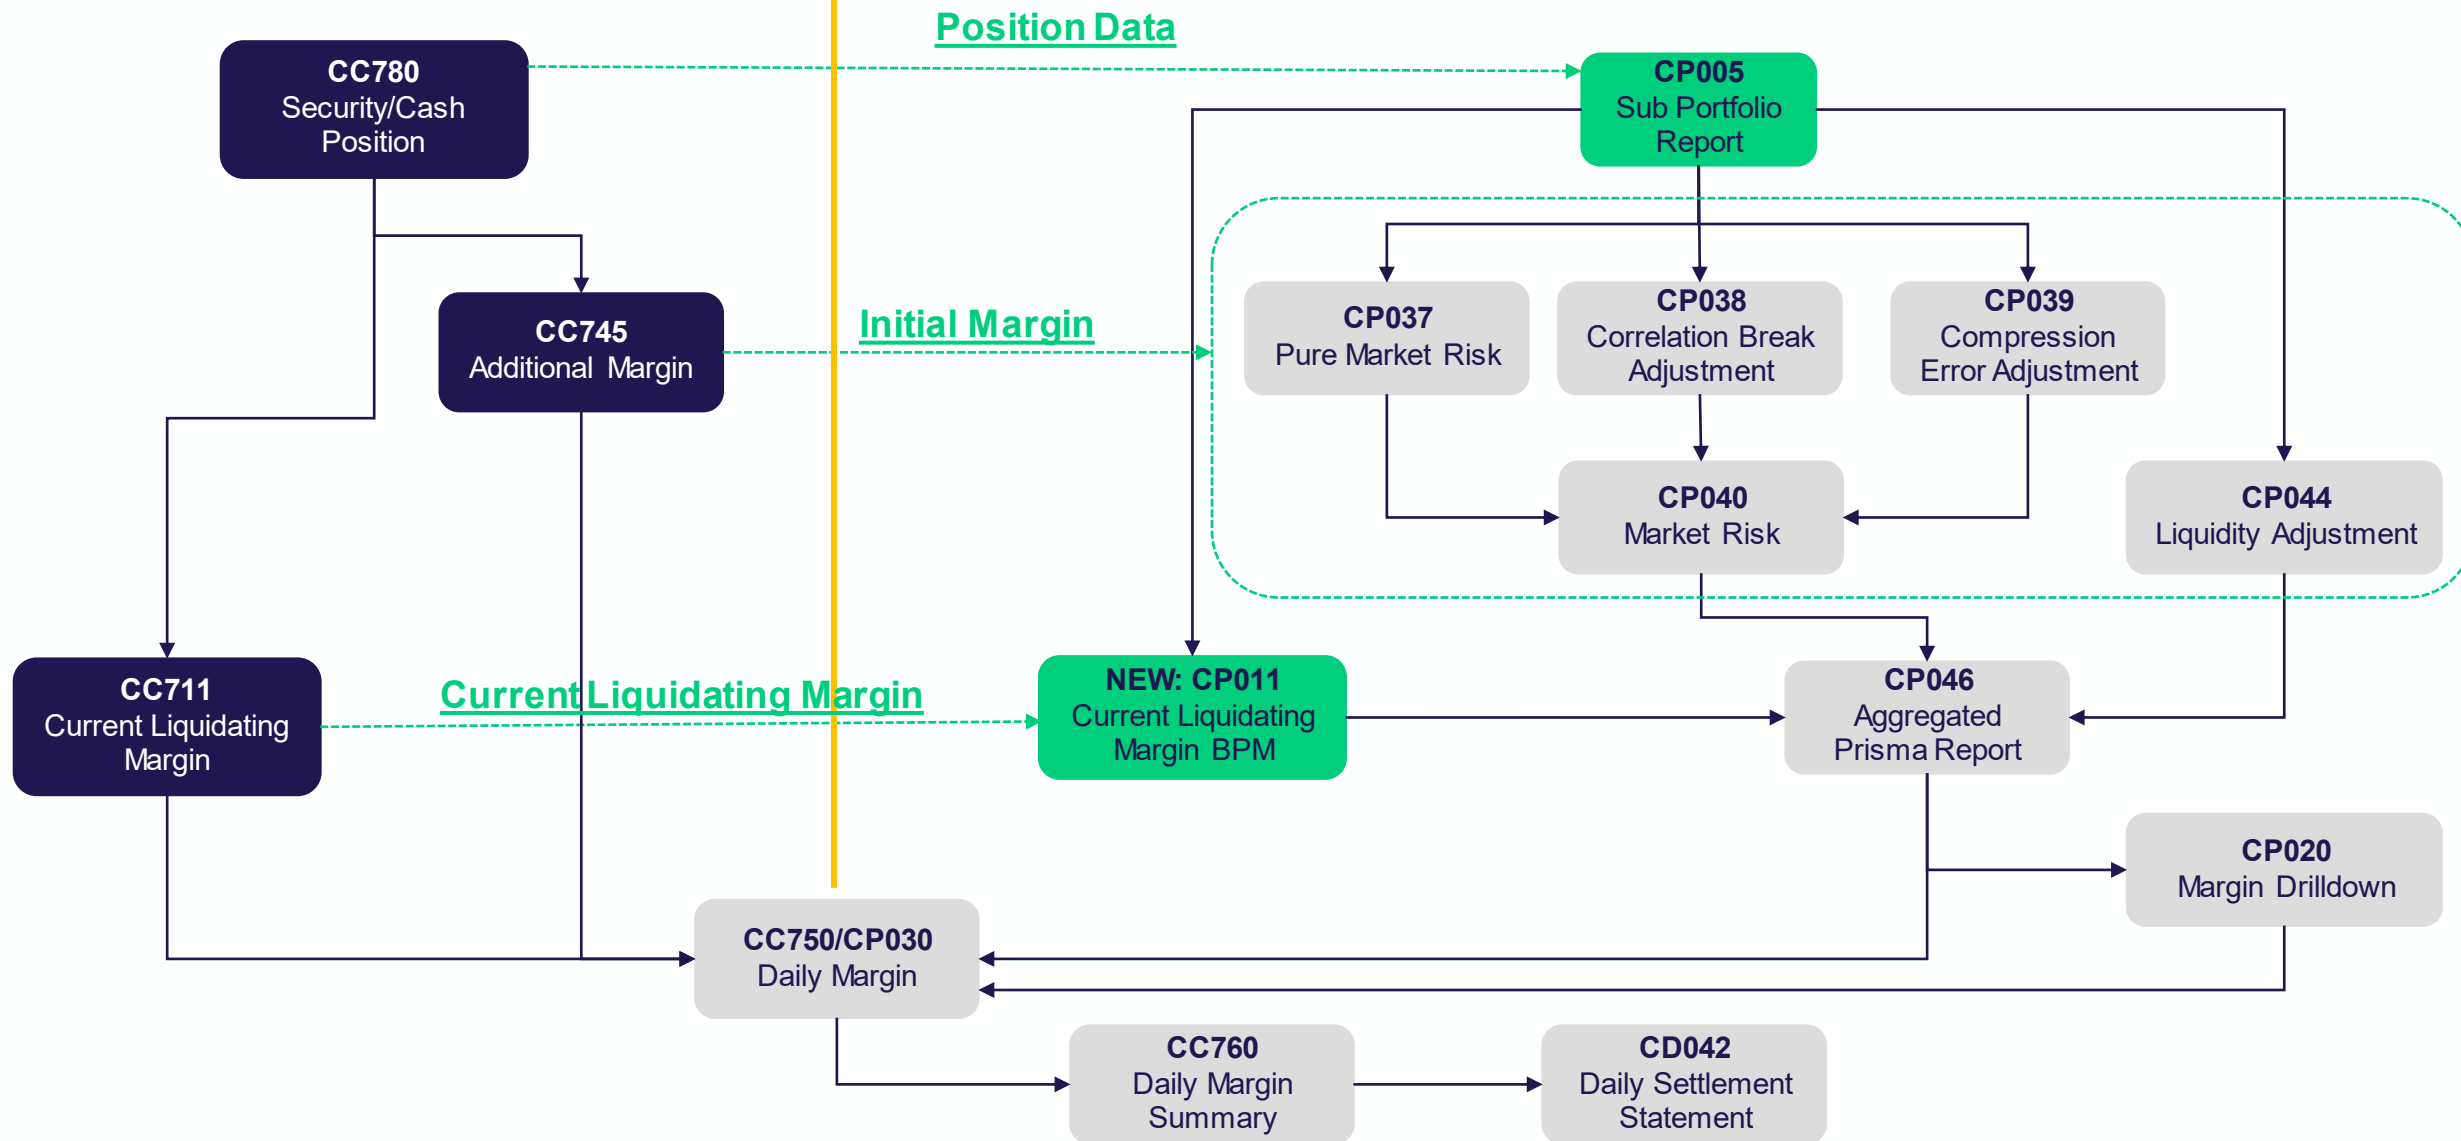 Position Data
CC780
Security/Cash
Position
CP005
Sub Portfolio
Report
CC745
Additional Margin
Initial Margin
CP037
Pure Market Risk
CP038
Correlation Break
Adjustment
CP039
Compression
Error Adjustment
CP040
Market Risk
CP044
Liquidity Adjustment
CC711
Current Liquidating
Margin
Current Liquidating Margin
NEW: CP011
Current Liquidating
Margin BPM
CP046
Aggregated
Prisma Report
CP020
Margin Drilldown
CC750/CP030
Daily Margin
CC760
Daily Margin
Summary
CD042
Daily Settlement
Statement